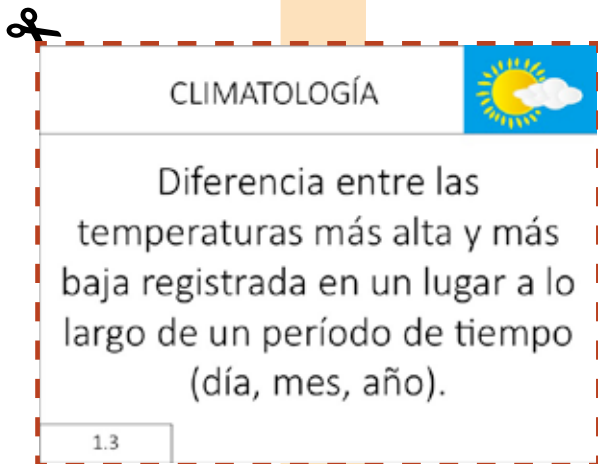 CLIMATOLOGÍA
Diferencia entre las
temperaturas más alta y más
baja registrada en un lugar a lo
largo de un período de tiempo
(día, mes, año).
1.3